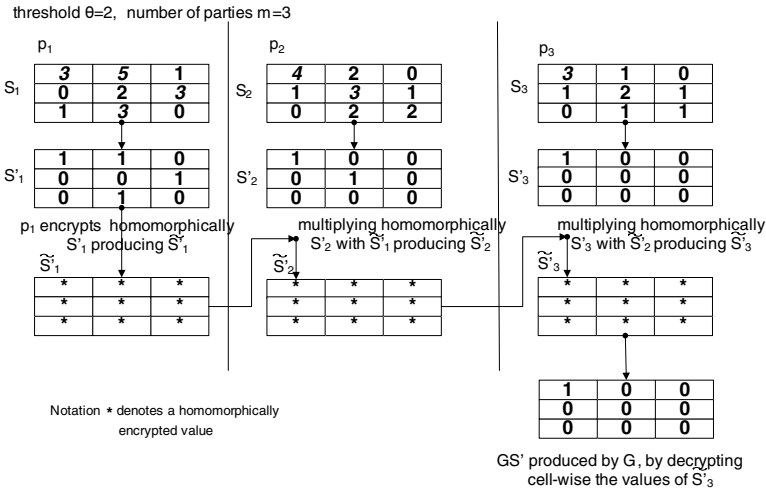 threshold θ=2, number of parties m=3
p₁ p₂ p₃
S₁
3 5 1
0 2 3
1 3 0
S₂
4 2 0
1 3 1
0 2 2
S₃
3 1 0
1 2 1
0 1 1
S'₁
1 1 0
0 0 1
0 1 0
S'₂
1 0 0
0 1 0
0 0 0
S'₃
1 0 0
0 0 0
0 0 0
p₁ encrypts homomorphically
S'₁ producing S̃'₁
multiplying homomorphically
S'₂ with S̃'₁ producing S̃'₂
multiplying homomorphically
S'₃ with S̃'₂ producing S̃'₃
S̃'₁
* * *
* * *
* * *
S̃'₂
* * *
* * *
* * *
S̃'₃
* * *
* * *
* * *
1 0 0
0 0 0
0 0 0
Notation * denotes a homomorphically
encrypted value
GS' produced by G, by decrypting
cell-wise the values of S̃'₃